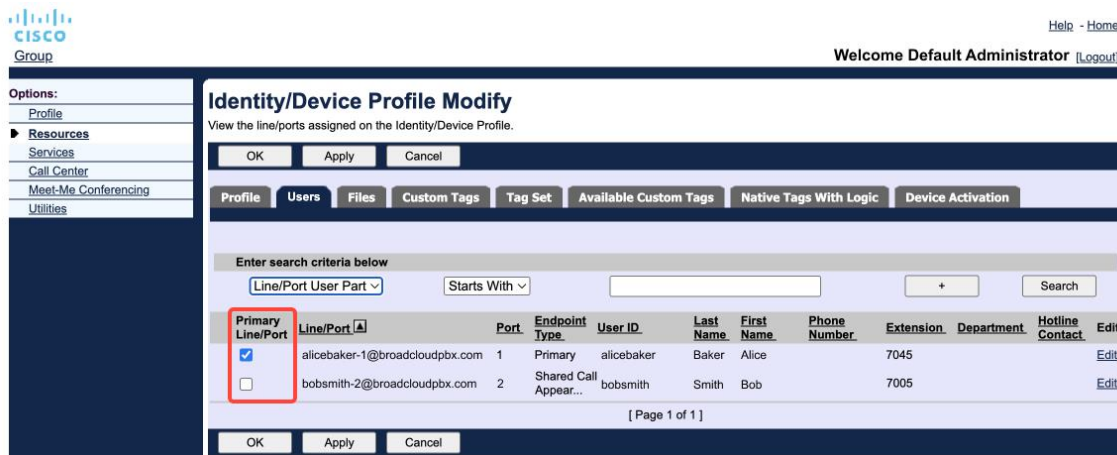 CISCO
Help - Home
Group
Welcome Default Administrator [Logout]
Options:
Profile
Resources
Services
Call Center
Meet-Me Conferencing
Utilities
Identity/Device Profile Modify
View the line/ports assigned on the Identity/Device Profile.
OK Apply Cancel
Profile Users Files Custom Tags Tag Set Available Custom Tags Native Tags With Logic Device Activation
Enter search criteria below
Line/Port User Part Starts With + Search
Primary Line/Port Line/Port Port Endpoint Type User ID Last Name First Name Phone Number Extension Department Hotline Contact Edit
alicebaker-1@broadcloudpbx.com 1 Primary alicebaker Baker Alice 7045 Edit
bobsmith-2@broadcloudpbx.com 2 Shared Call Appear... bobsmith Smith Bob 7005 Edit
[ Page 1 of 1 ]
OK Apply Cancel